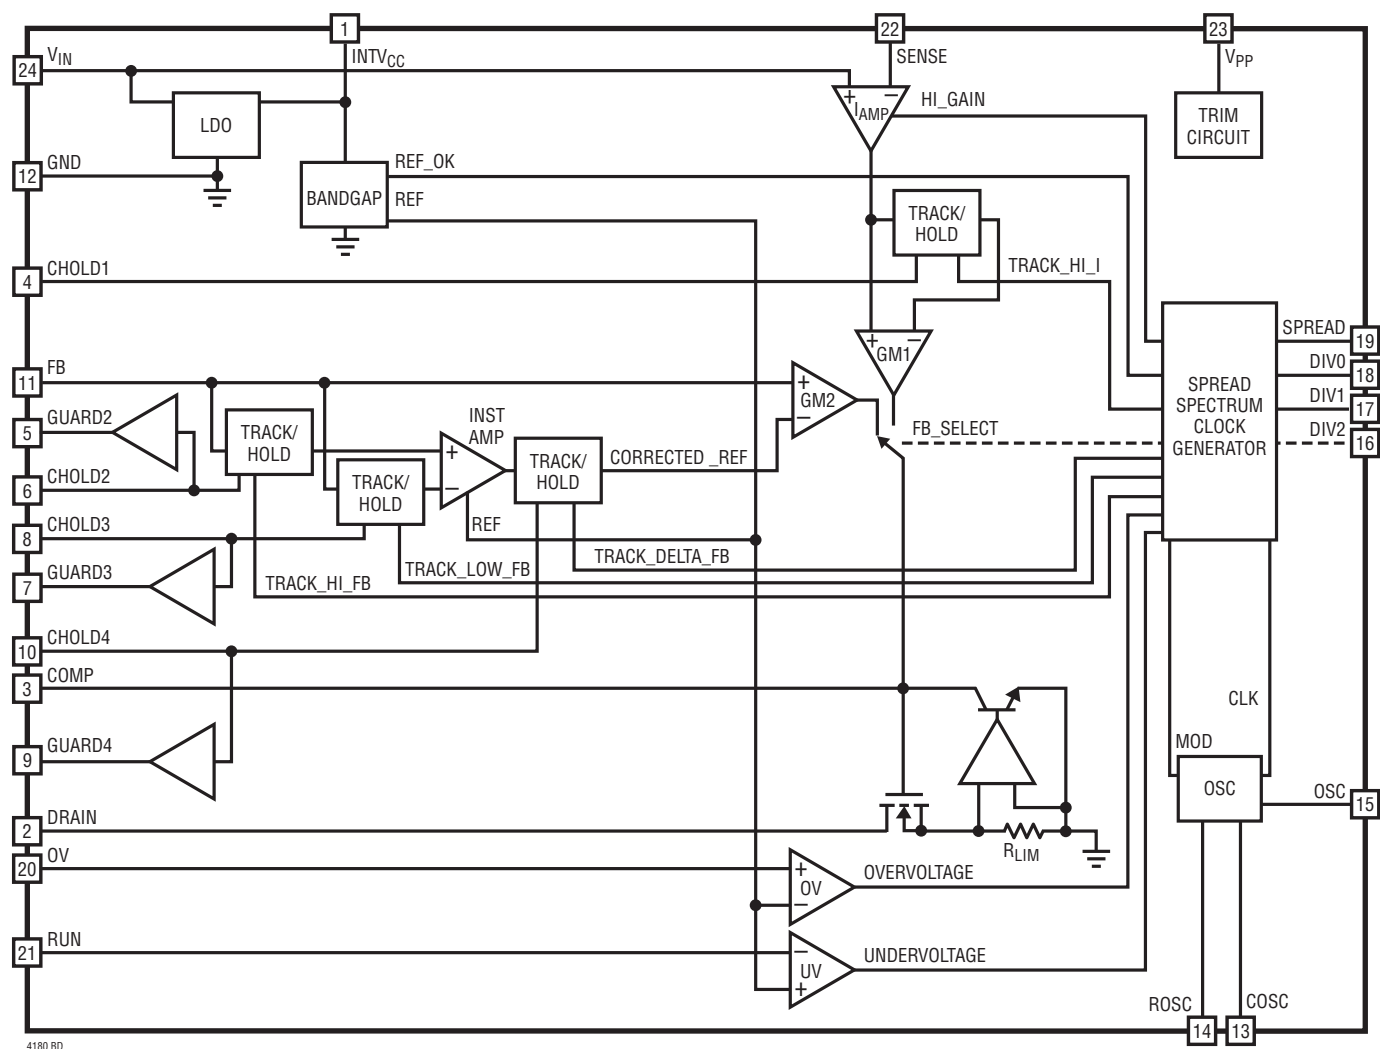 1
22
23
24
VIN
INTVCC
SENSE
VPP
LDO
+
−
IAMP
HI_GAIN
TRIM
CIRCUIT
12
GND
BANDGAP
REF_OK
REF
TRACK/
HOLD
4
CHOLD1
TRACK_HI_I
+
−
GM1
SPREAD
19
DIV0
18
DIV1
17
DIV2
16
SPREAD
SPECTRUM
CLOCK
GENERATOR
11
FB
+
GM2
−
5
GUARD2
TRACK/
HOLD
INST
AMP
+
−
FB_SELECT
6
CHOLD2
TRACK/
HOLD
TRACK/
HOLD
CORRECTED _REF
8
CHOLD3
REF
7
GUARD3
TRACK_HI_FB
TRACK_LOW_FB
TRACK_DELTA_FB
10
CHOLD4
3
COMP
CLK
9
GUARD4
MOD
OSC
OSC
15
2
DRAIN
RLIM
20
OV
+
OV
−
OVERVOLTAGE
21
RUN
−
UV
+
UNDERVOLTAGE
ROSC
COSC
14
13
4180 BD